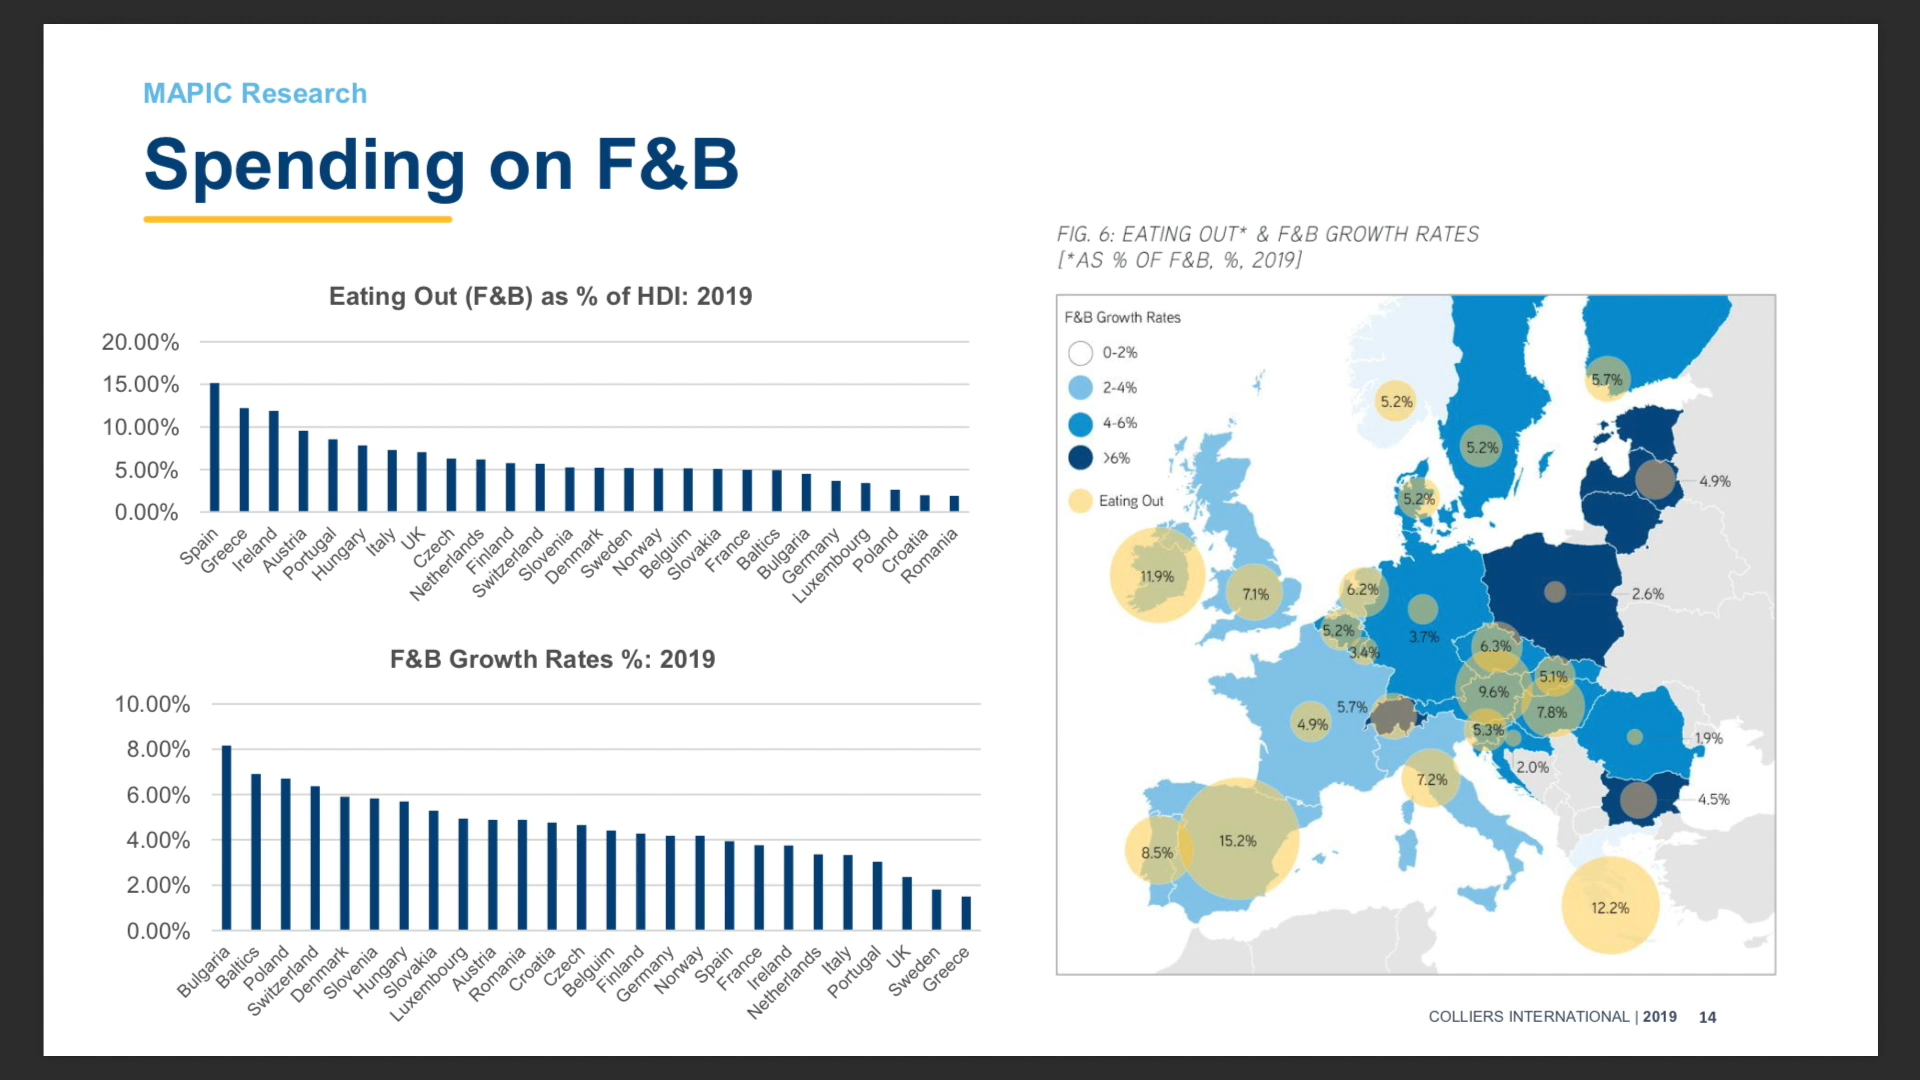 MAPIC Research
Spending on F&B
Eating Out (F&B) as % of HDI: 2019
20.00%
15.00%
10.00%
5.00%
0.00%
Spain
Greece
Ireland
Austria
Portugal
Hungary
Italy
UK
Czech
Netherlands
Finland
Switzerland
Slovenia
Denmark
Sweden
Norway
Belguim
Slovakia
France
Baltics
Bulgaria
Germany
Luxembourg
Poland
Croatia
Romania
F&B Growth Rates %: 2019
10.00%
8.00%
6.00%
4.00%
2.00%
0.00%
Bulgaria
Baltics
Poland
Switzerland
Denmark
Slovenia
Hungary
Slovakia
Luxembourg
Austria
Romania
Croatia
Czech
Belguim
Finland
Germany
Norway
Spain
France
Ireland
Netherlands
Italy
Portugal
UK
Sweden
Greece
FIG. 6: EATING OUT* & F&B GROWTH RATES
[*AS % OF F&B, %, 2019]
F&B Growth Rates
0-2%
2-4%
4-6%
>6%
Eating Out
5.7%
5.2%
5.2%
4.9%
5.2%
11.9%
7.1%
6.2%
2.6%
5.2%
3.7%
3.4%
6.3%
5.1%
9.6%
5.7%
7.8%
4.9%
5.3%
1.9%
2.0%
7.2%
4.5%
15.2%
8.5%
12.2%
COLLIERS INTERNATIONAL | 2019 14